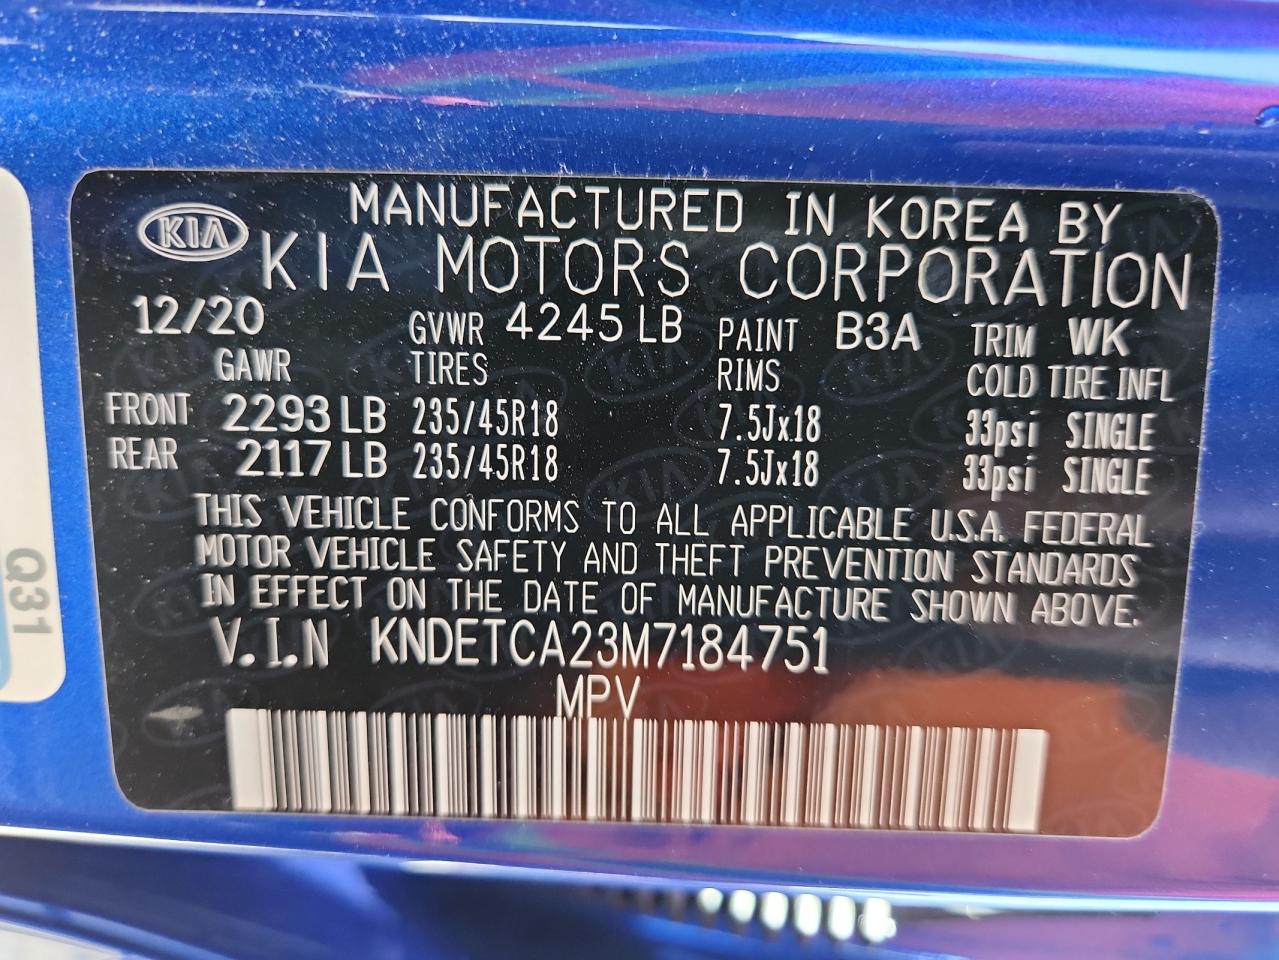 MANUFACTURED IN KOREA BY
KIA KIA MOTORS CORPORATION
12/20 GVWR 4245 LB PAINT B3A TRIM WK
GAWR TIRES RIMS COLD TIRE INFL
FRONT 2293 LB 235/45R18 7.5Jx18 33psi SINGLE
REAR 2117 LB 235/45R18 7.5Jx18 33psi SINGLE
THIS VEHICLE CONFORMS TO ALL APPLICABLE U.S.A. FEDERAL
MOTOR VEHICLE SAFETY AND THEFT PREVENTION STANDARDS
IN EFFECT ON THE DATE OF MANUFACTURE SHOWN ABOVE.
V.I.N KNDETCA23M7184751
MPV
Q31